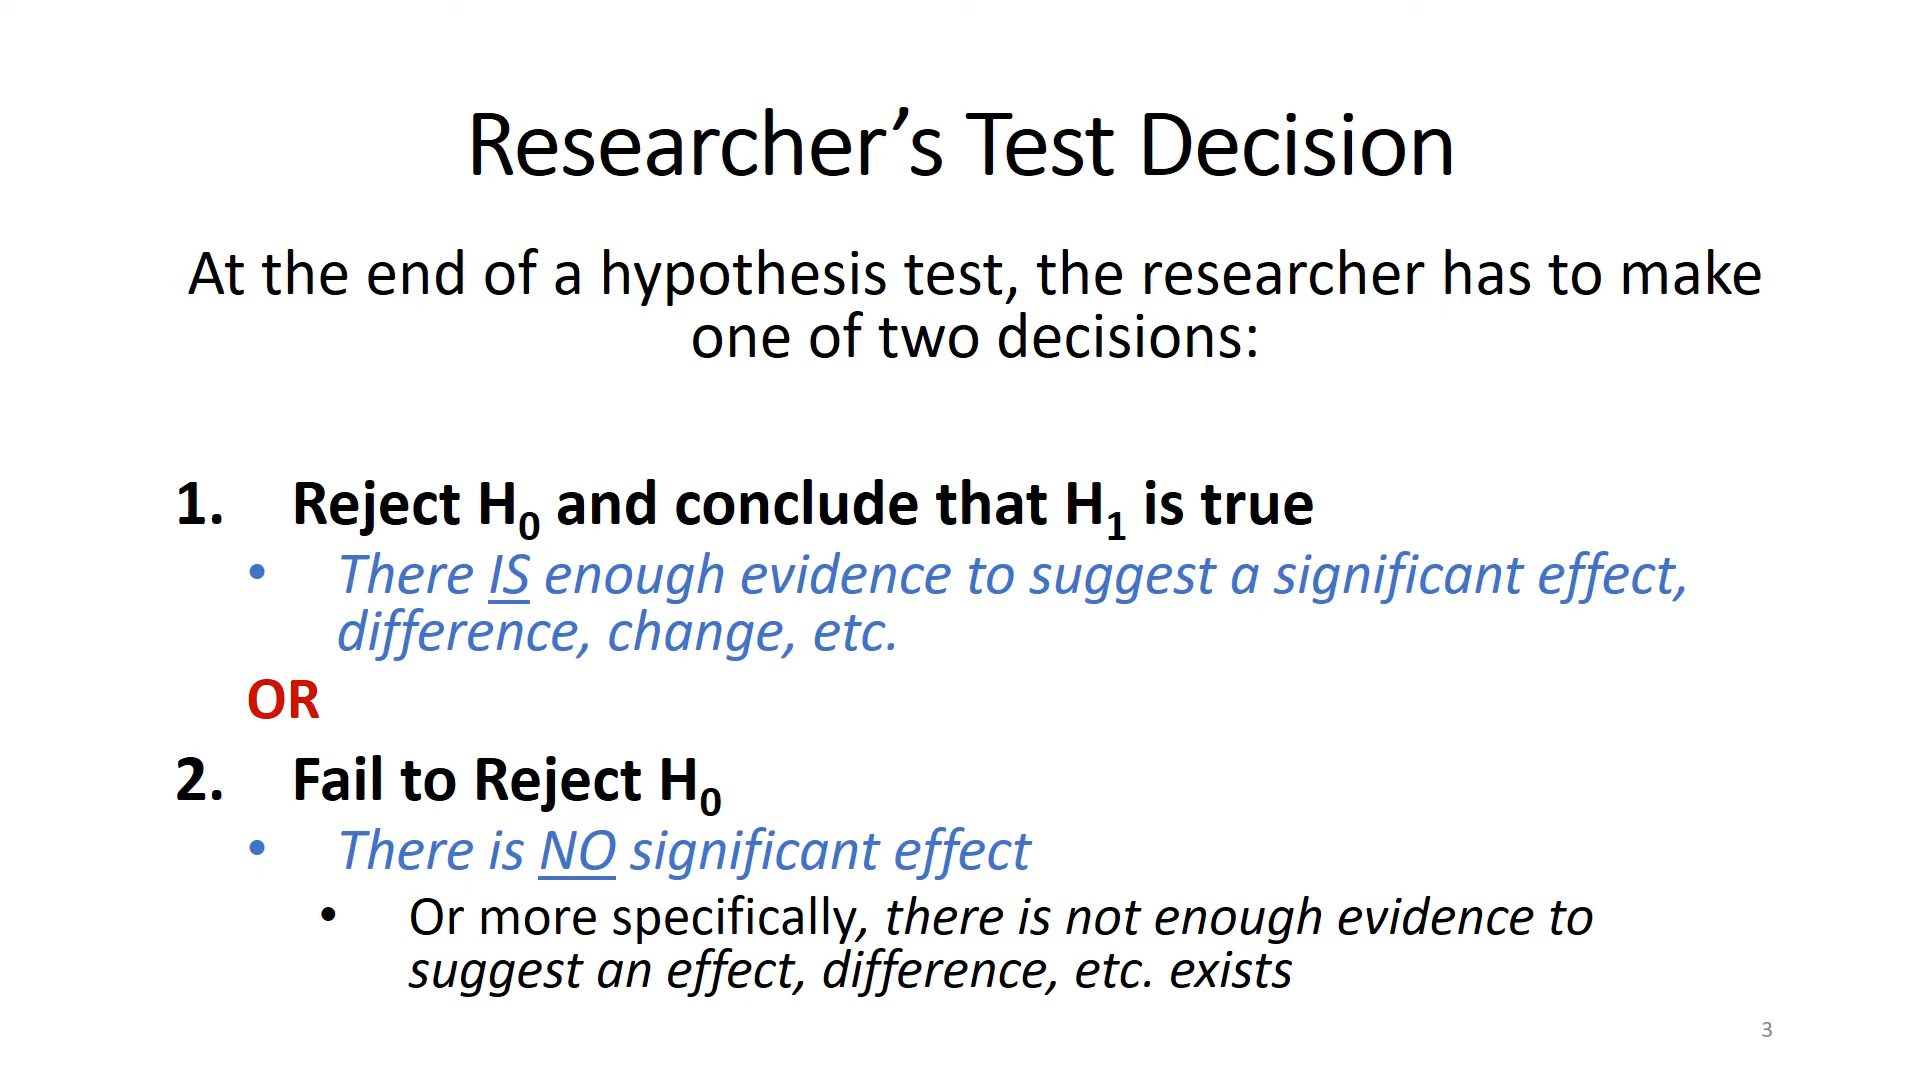 Researcher’s Test Decision
At the end of a hypothesis test, the researcher has to make
one of two decisions:
1. Reject H0 and conclude that H1 is true
• There IS enough evidence to suggest a significant effect,
difference, change, etc.
OR
2. Fail to Reject H0
• There is NO significant effect
• Or more specifically, there is not enough evidence to
suggest an effect, difference, etc. exists
3